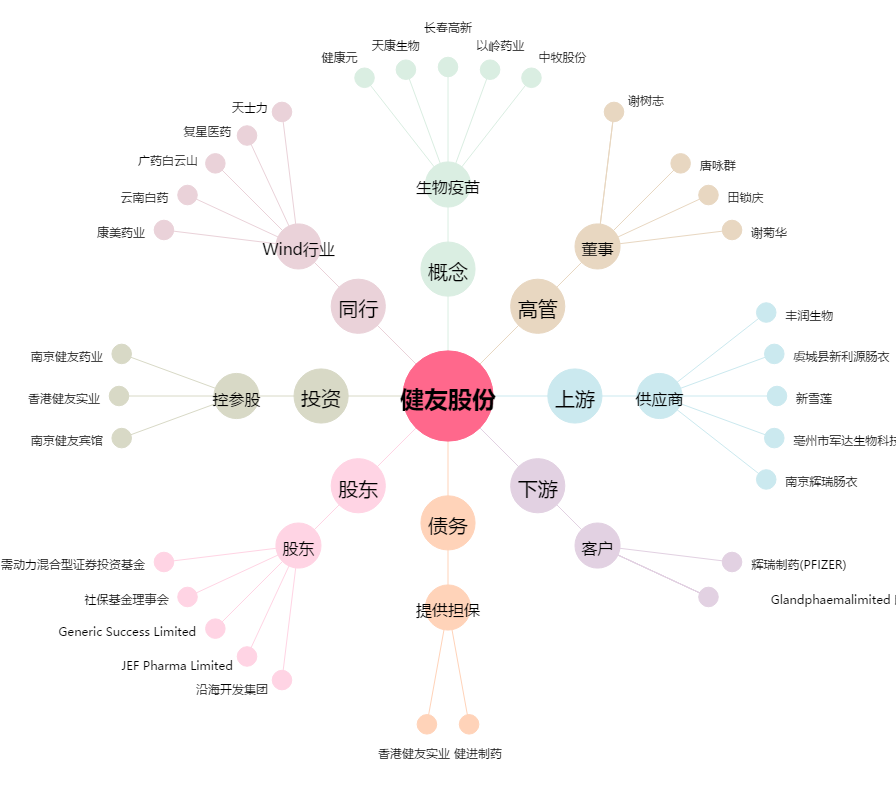 长春高新
天康生物
以岭药业
健康元
中牧股份
天士力
谢树志
复星医药
广药白云山
唐咏群
云南白药
田锁庆
康美药业
谢菊华
生物疫苗
Wind行业
董事
概念
同行
高管
丰润生物
南京健友药业
虞城县新利源肠衣
香港健友实业
控参股
投资
健友股份
上游
供应商
新雪莲
南京健友宾馆
亳州市军达生物科技
南京辉瑞肠衣
股东
下游
债务
股东
客户
需动力混合型证券投资基金
辉瑞制药(PFIZER)
社保基金理事会
Glandphaemalimited
提供担保
Generic Success Limited
JEF Pharma Limited
沿海开发集团
香港健友实业
健进制药